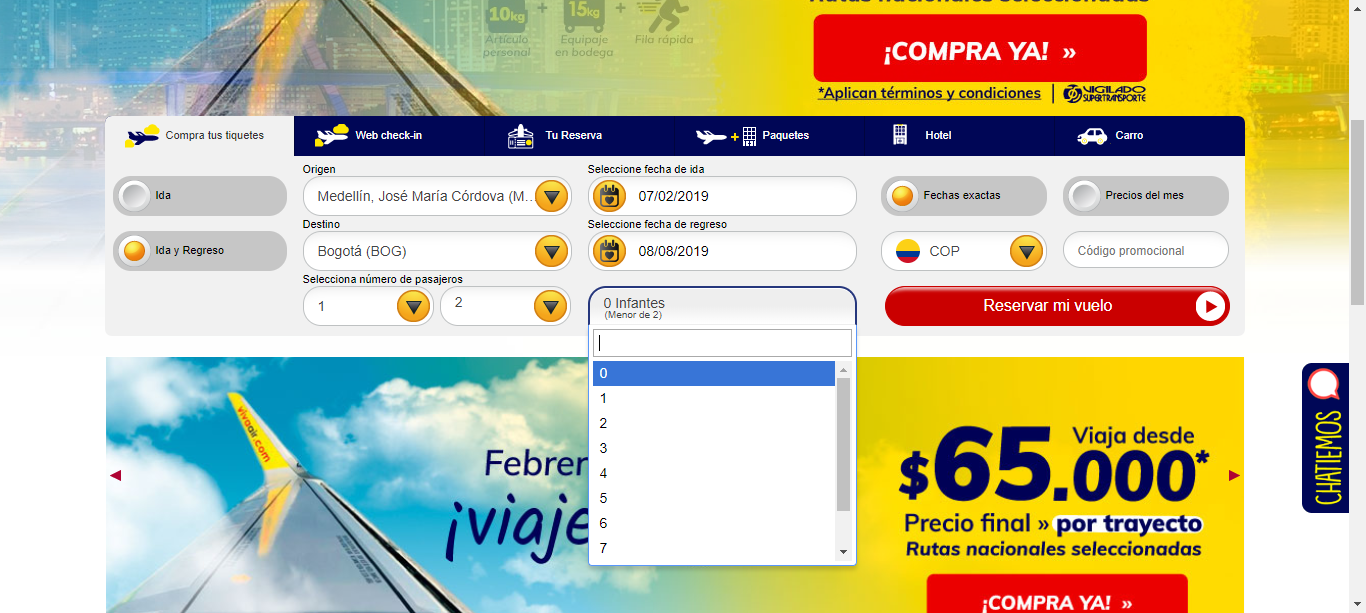 10kg + 15kg +
Artículo personal
Equipaje en bodega
Fila rápida
Rutas nacionales seleccionadas
¡COMPRA YA! »
*Aplican términos y condiciones | VIGILADO SUPERTRANSPORTE
Compra tus tiquetes
Web check-in
Tu Reserva
+ Paquetes
Hotel
Carro
Ida
Ida y Regreso
Origen
Medellín, José María Córdova (M...
Destino
Bogotá (BOG)
Selecciona número de pasajeros
1
2
Seleccione fecha de ida
07/02/2019
Seleccione fecha de regreso
08/08/2019
0 Infantes
(Menor de 2)
0
1
2
3
4
5
6
7
Fechas exactas
Precios del mes
COP
Código promocional
Reservar mi vuelo
vivaair.com
Febrer
¡viaje
Viaja desde
$65.000*
Precio final » por trayecto
Rutas nacionales seleccionadas
¡COMPRA YA! »
CHATIEMOS